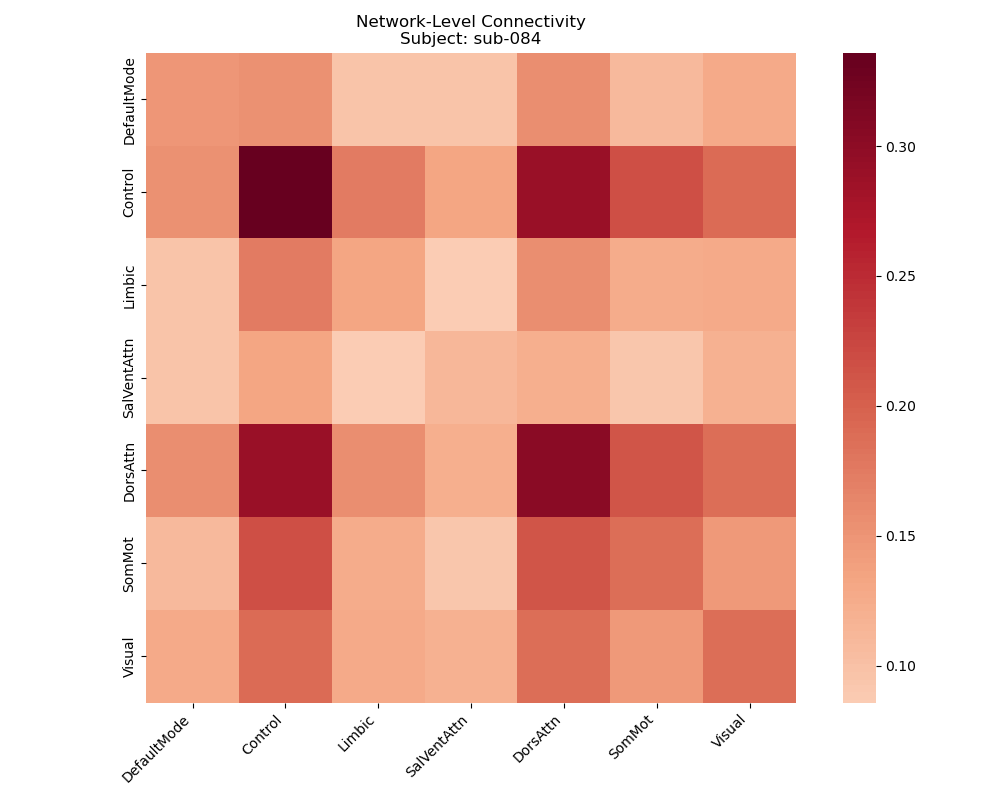 Network-Level Connectivity
Subject: sub-084
DefaultMode
Control
Limbic
SalVentAttn
DorsAttn
SomMot
Visual
DefaultMode
Control
Limbic
SalVentAttn
DorsAttn
SomMot
Visual
0.30
0.25
0.20
0.15
0.10